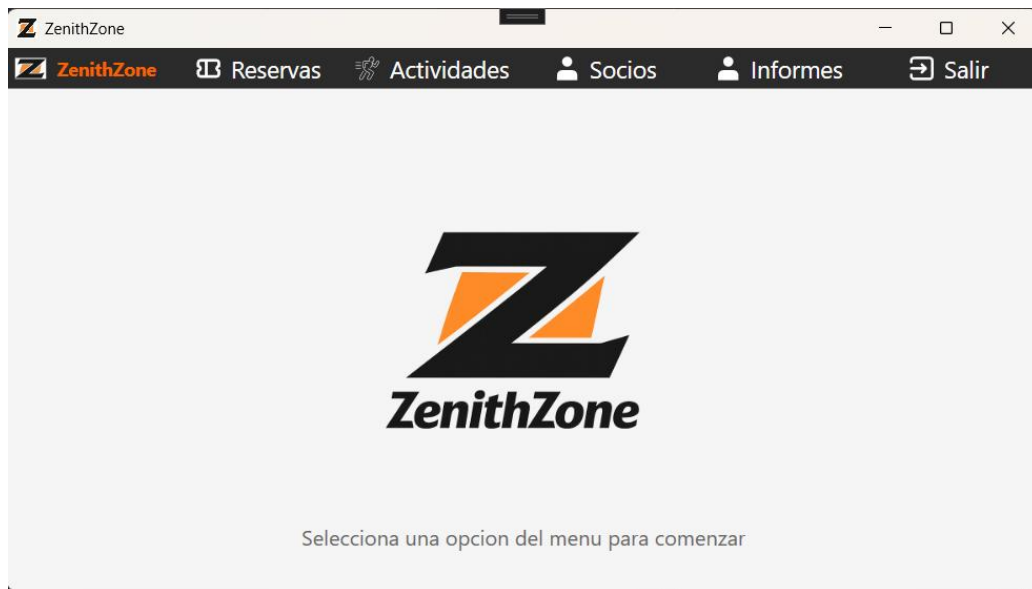 ZenithZone
ZenithZone Reservas Actividades Socios Informes Salir
ZenithZone
Selecciona una opcion del menu para comenzar